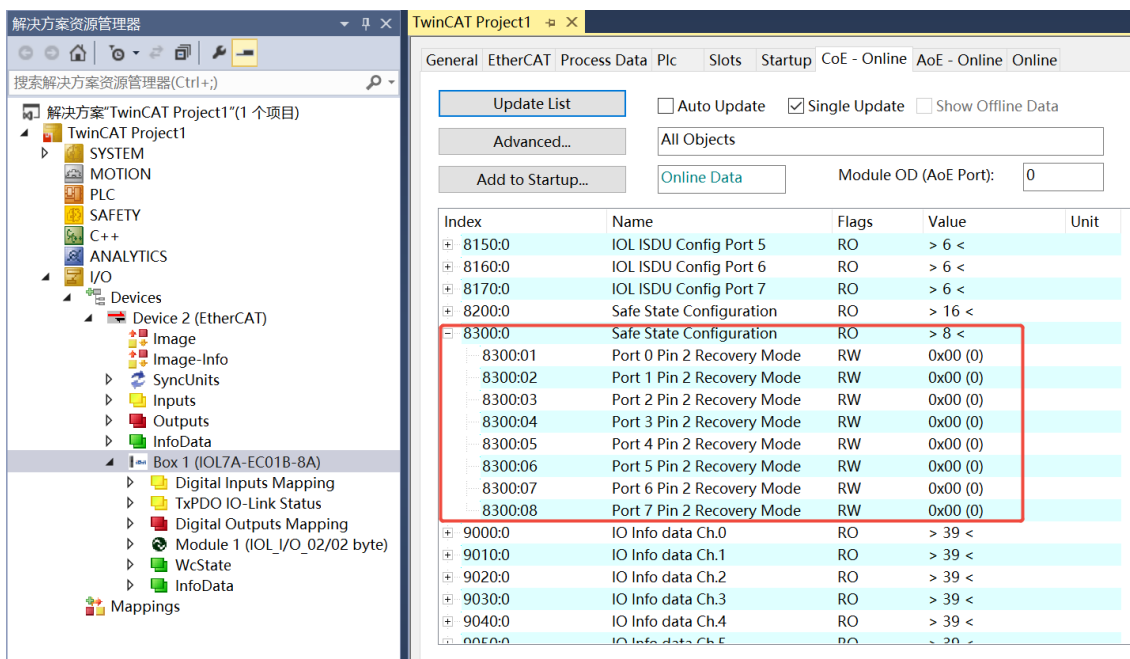 解决方案资源管理器
搜索解决方案资源管理器(Ctrl+;)
解决方案"TwinCAT Project1"(1 个项目)
TwinCAT Project1
SYSTEM
MOTION
PLC
SAFETY
C++
ANALYTICS
I/O
Devices
Device 2 (EtherCAT)
Image
Image-Info
SyncUnits
Inputs
Outputs
InfoData
Box 1 (IOL7A-EC01B-8A)
Digital Inputs Mapping
TxPDO IO-Link Status
Digital Outputs Mapping
Module 1 (IOL_I/O_02/02 byte)
WcState
InfoData
Mappings
TwinCAT Project1
General EtherCAT Process Data Plc Slots Startup CoE - Online AoE - Online Online
Update List Auto Update Single Update Show Offline Data
Advanced... All Objects
Add to Startup... Online Data Module OD (AoE Port): 0
Index Name Flags Value Unit
8150:0 IOL ISDU Config Port 5 RO > 6 <
8160:0 IOL ISDU Config Port 6 RO > 6 <
8170:0 IOL ISDU Config Port 7 RO > 6 <
8200:0 Safe State Configuration RO > 16 <
8300:0 Safe State Configuration RO > 8 <
8300:01 Port 0 Pin 2 Recovery Mode RW 0x00 (0)
8300:02 Port 1 Pin 2 Recovery Mode RW 0x00 (0)
8300:03 Port 2 Pin 2 Recovery Mode RW 0x00 (0)
8300:04 Port 3 Pin 2 Recovery Mode RW 0x00 (0)
8300:05 Port 4 Pin 2 Recovery Mode RW 0x00 (0)
8300:06 Port 5 Pin 2 Recovery Mode RW 0x00 (0)
8300:07 Port 6 Pin 2 Recovery Mode RW 0x00 (0)
8300:08 Port 7 Pin 2 Recovery Mode RW 0x00 (0)
9000:0 IO Info data Ch.0 RO > 39 <
9010:0 IO Info data Ch.1 RO > 39 <
9020:0 IO Info data Ch.2 RO > 39 <
9030:0 IO Info data Ch.3 RO > 39 <
9040:0 IO Info data Ch.4 RO > 39 <
9050:0 IO Info data Ch.5 RO > 39 <